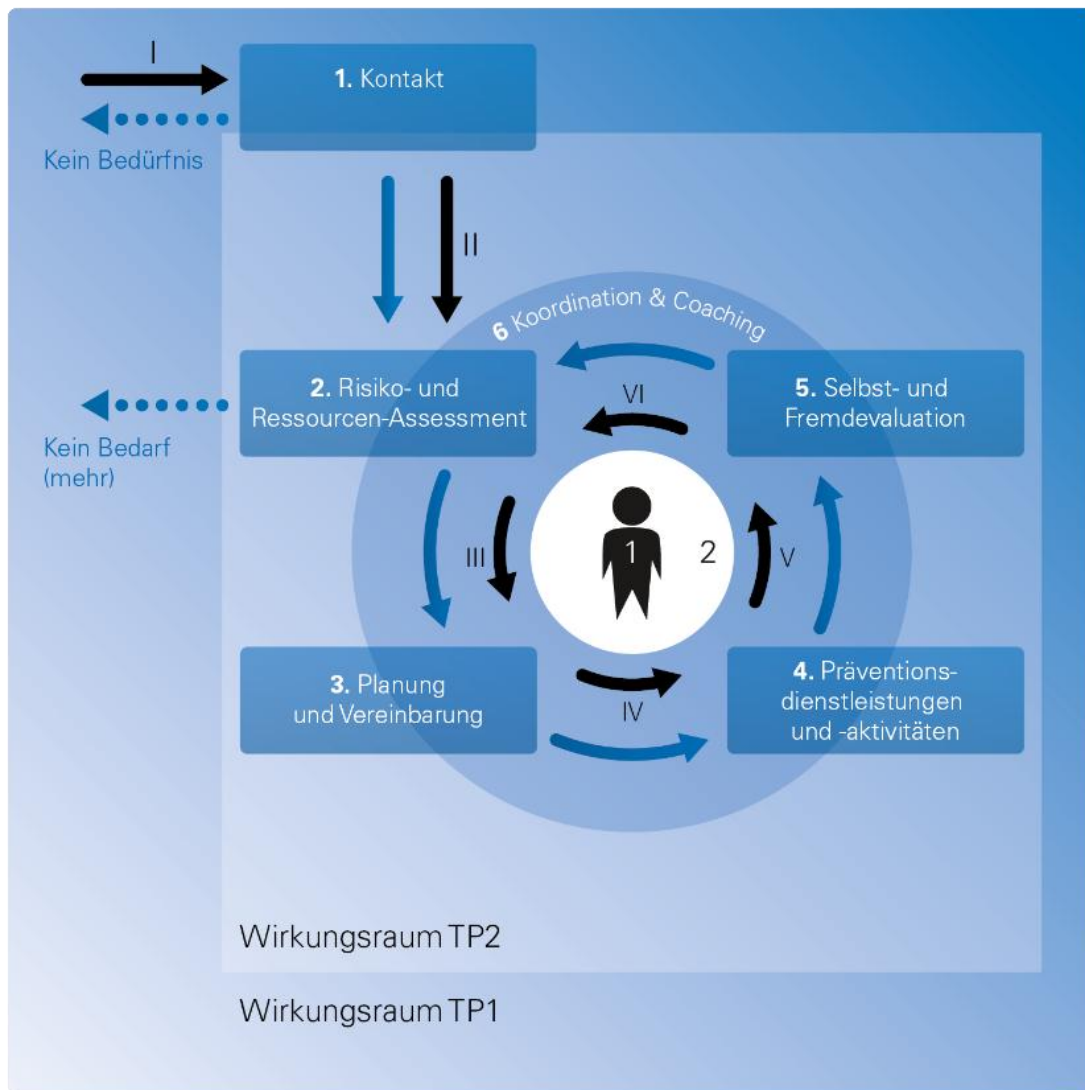 I
1. Kontakt
Kein Bedürfnis
II
6 Koordination & Coaching
2. Risiko- und
Ressourcen-Assessment
VI
5. Selbst- und
Fremdevaluation
Kein Bedarf
(mehr)
III
1
2
V
3. Planung
und Vereinbarung
IV
4. Präventions-
dienstleistungen
und -aktivitäten
Wirkungsraum TP2
Wirkungsraum TP1